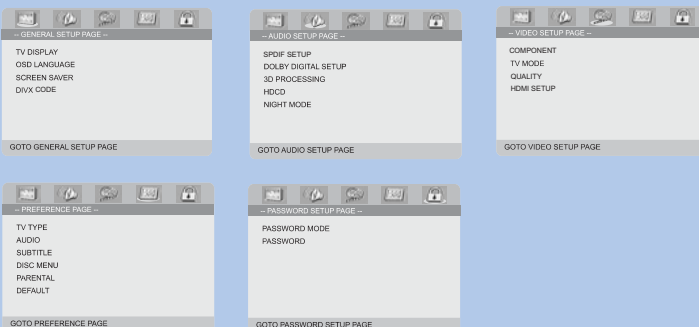 -- GENERAL SETUP PAGE --
TV DISPLAY
OSD LANGUAGE
SCREEN SAVER
DIVX CODE
GOTO GENERAL SETUP PAGE
-- AUDIO SETUP PAGE --
SPDIF SETUP
DOLBY DIGITAL SETUP
3D PROCESSING
HDCD
NIGHT MODE
GOTO AUDIO SETUP PAGE
-- VIDEO SETUP PAGE --
COMPONENT
TV MODE
QUALITY
HDMI SETUP
GOTO VIDEO SETUP PAGE
-- PREFERENCE PAGE --
TV TYPE
AUDIO
SUBTITLE
DISC MENU
PARENTAL
DEFAULT
GOTO PREFERENCE PAGE
-- PASSWORD SETUP PAGE --
PASSWORD MODE
PASSWORD
GOTO PASSWORD SETUP PAGE